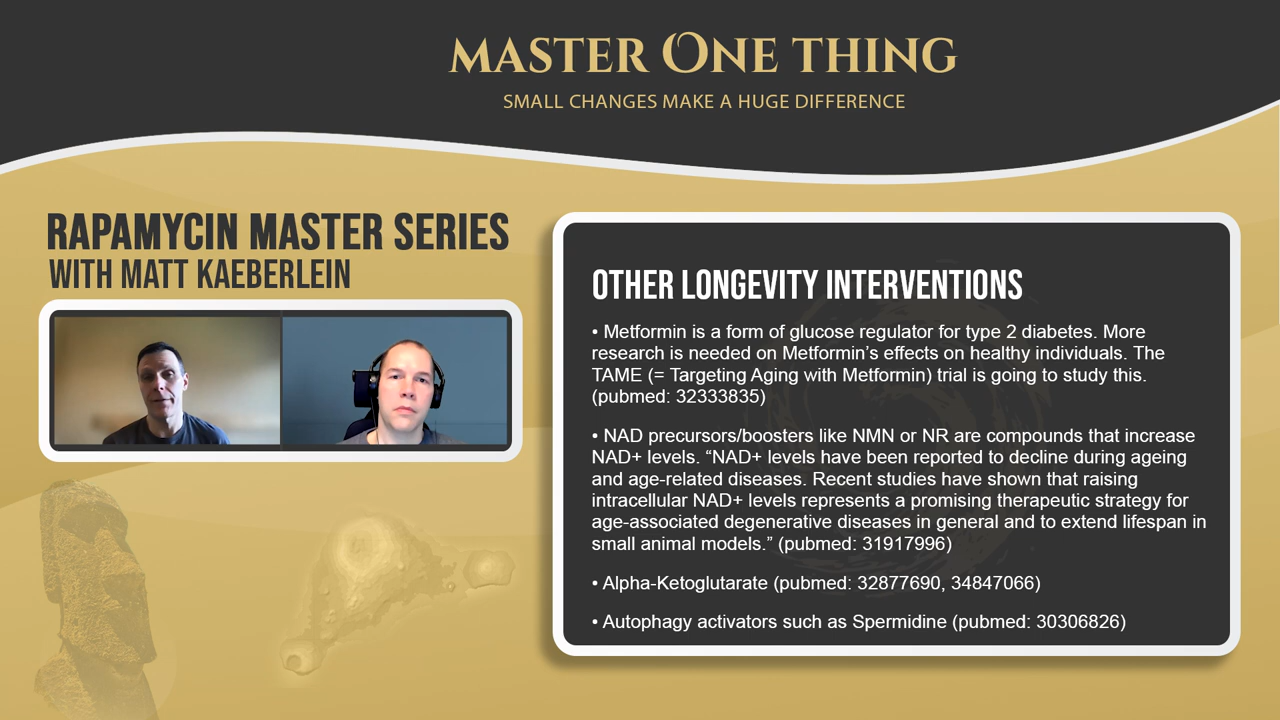 MASTER ONE THING
SMALL CHANGES MAKE A HUGE DIFFERENCE
RAPAMYCIN MASTER SERIES
WITH MATT KAEBERLEIN
OTHER LONGEVITY INTERVENTIONS
• Metformin is a form of glucose regulator for type 2 diabetes. More
research is needed on Metformin’s effects on healthy individuals. The
TAME (= Targeting Aging with Metformin) trial is going to study this.
(pubmed: 32333835)
• NAD precursors/boosters like NMN or NR are compounds that increase
NAD+ levels. “NAD+ levels have been reported to decline during ageing
and age-related diseases. Recent studies have shown that raising
intracellular NAD+ levels represents a promising therapeutic strategy for
age-associated degenerative diseases in general and to extend lifespan in
small animal models.” (pubmed: 31917996)
• Alpha-Ketoglutarate (pubmed: 32877690, 34847066)
• Autophagy activators such as Spermidine (pubmed: 30306826)